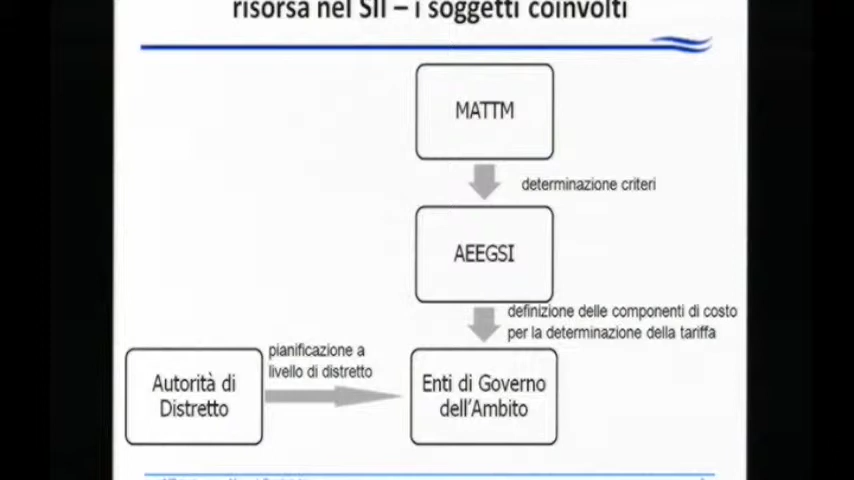 risorsa nel SII – i soggetti coinvolti
MATTM
determinazione criteri
AEEGSI
definizione delle componenti di costo
per la determinazione della tariffa
pianificazione a
livello di distretto
Autorità di
Distretto
Enti di Governo
dell'Ambito